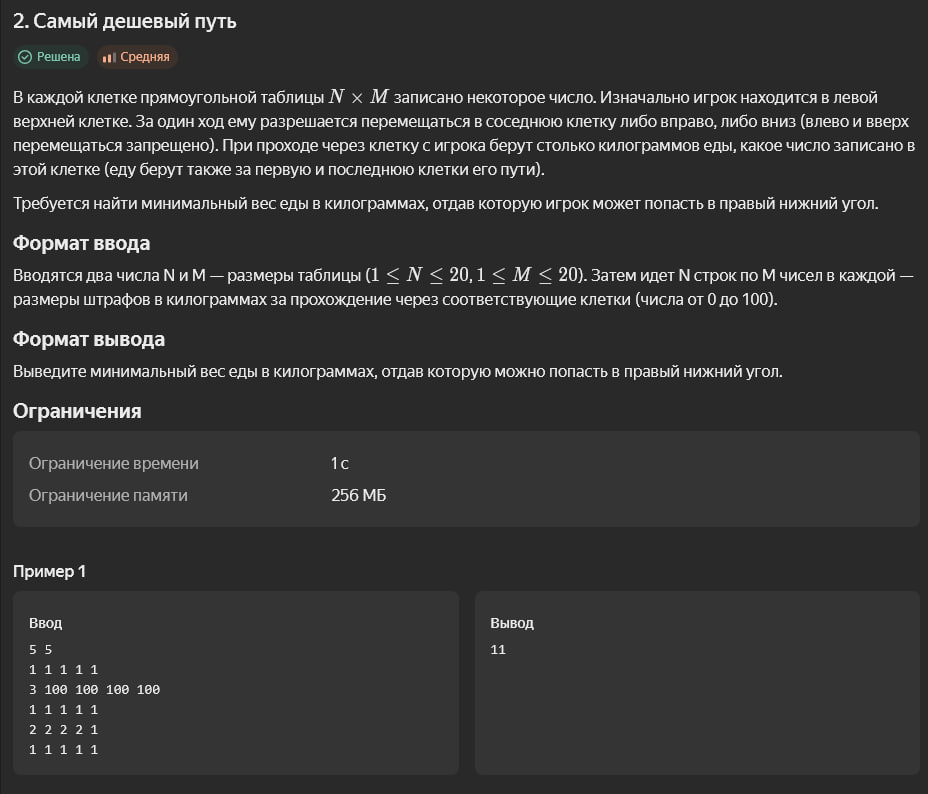 2. Самый дешевый путь
Решена Средняя
В каждой клетке прямоугольной таблицы N × M записано некоторое число. Изначально игрок находится в левой
верхней клетке. За один ход ему разрешается перемещаться в соседнюю клетку либо вправо, либо вниз (влево и вверх
перемещаться запрещено). При проходе через клетку с игрока берут столько килограммов еды, какое число записано в
этой клетке (еду берут также за первую и последнюю клетки его пути).
Требуется найти минимальный вес еды в килограммах, отдав которую игрок может попасть в правый нижний угол.
Формат ввода
Вводятся два числа N и M — размеры таблицы (1 ≤ N ≤ 20, 1 ≤ M ≤ 20). Затем идет N строк по M чисел в каждой —
размеры штрафов в килограммах за прохождение через соответствующие клетки (числа от 0 до 100).
Формат вывода
Выведите минимальный вес еды в килограммах, отдав которую можно попасть в правый нижний угол.
Ограничения
Ограничение времени 1 с
Ограничение памяти 256 МБ
Пример 1
Ввод
5 5
1 1 1 1 1
3 100 100 100 100
1 1 1 1 1
2 2 2 2 1
1 1 1 1 1
Вывод
11